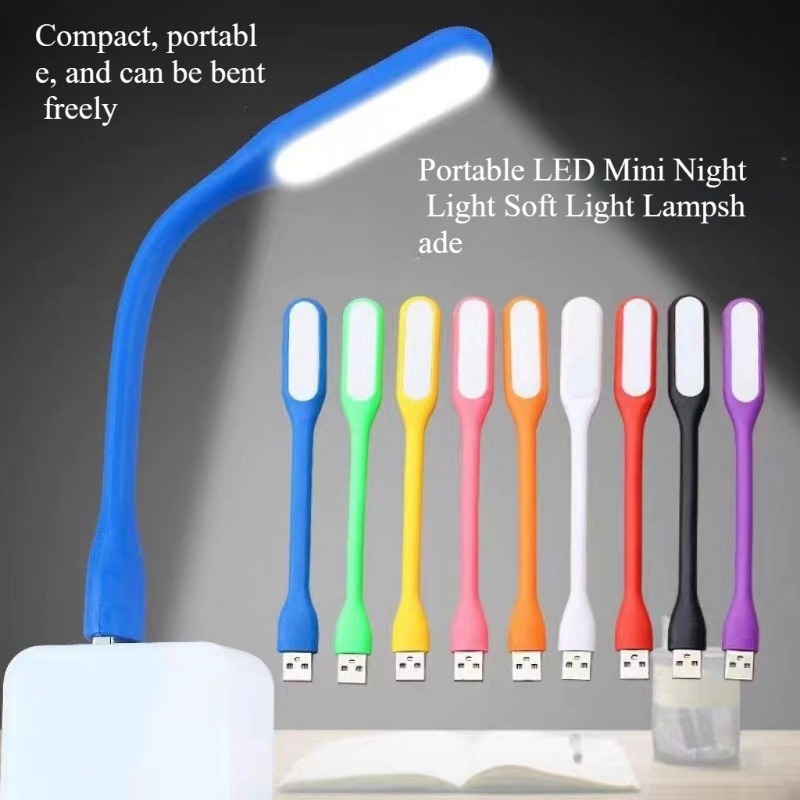 Compact, portabl
e, and can be bent
freely
Portable LED Mini Night
Light Soft Light Lampsh
ade